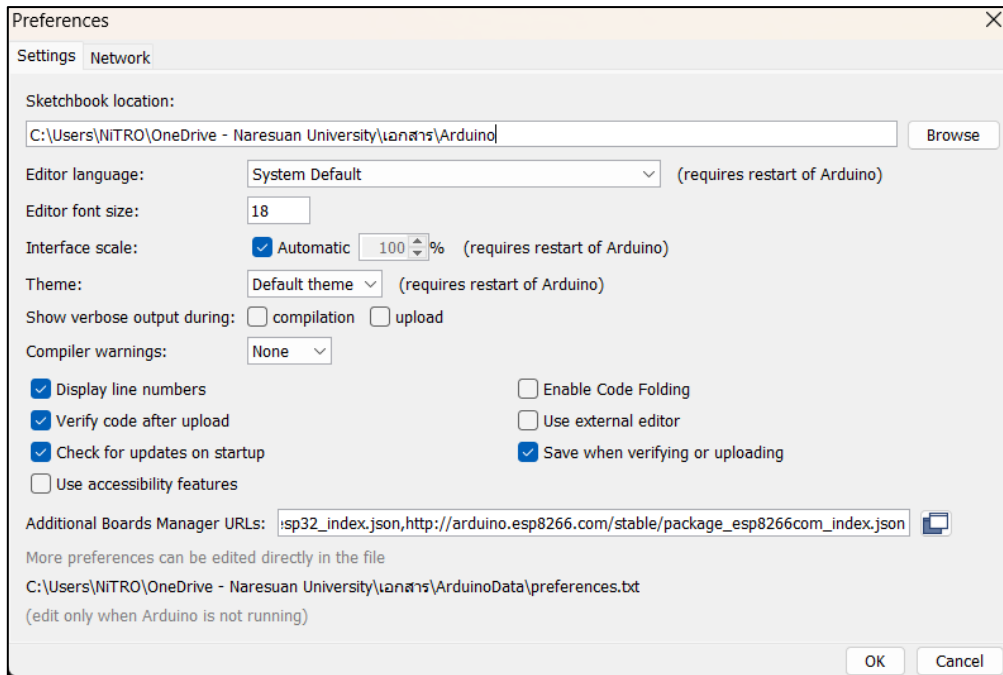 Preferences
Settings Network
Sketchbook location:
C:\Users\NiTRO\OneDrive - Naresuan University\เอกสาร\Arduino Browse
Editor language: System Default (requires restart of Arduino)
Editor font size: 18
Interface scale: Automatic 100 % (requires restart of Arduino)
Theme: Default theme (requires restart of Arduino)
Show verbose output during: compilation upload
Compiler warnings: None
Display line numbers Enable Code Folding
Verify code after upload Use external editor
Check for updates on startup Save when verifying or uploading
Use accessibility features
Additional Boards Manager URLs: esp32_index.json,http://arduino.esp8266.com/stable/package_esp8266com_index.json
More preferences can be edited directly in the file
C:\Users\NiTRO\OneDrive - Naresuan University\เอกสาร\ArduinoData\preferences.txt
(edit only when Arduino is not running)
OK Cancel